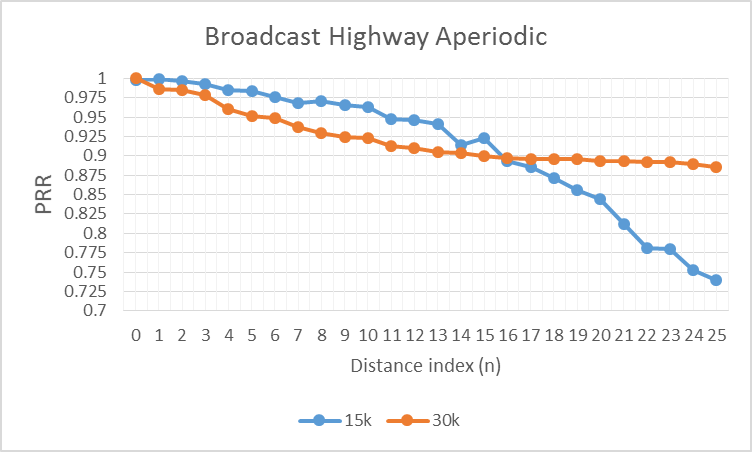 Broadcast Highway Aperiodic
1
0.975
0.95
0.925
0.9
0.875
0.85
0.825
0.8
0.775
0.75
0.725
0.7
PRR
0 1 2 3 4 5 6 7 8 9 10 11 12 13 14 15 16 17 18 19 20 21 22 23 24 25
Distance index (n)
15k 30k